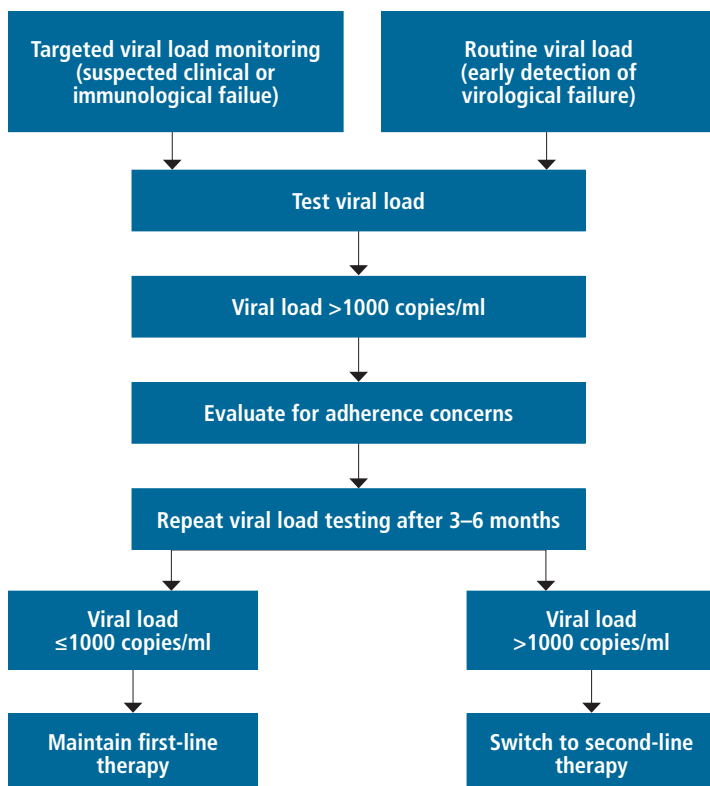 Targeted viral load monitoring
(suspected clinical or
immunological failue)
Routine viral load
(early detection of
virological failure)
Test viral load
Viral load >1000 copies/ml
Evaluate for adherence concerns
Repeat viral load testing after 3–6 months
Viral load
≤1000 copies/ml
Viral load
>1000 copies/ml
Maintain first-line
therapy
Switch to second-line
therapy